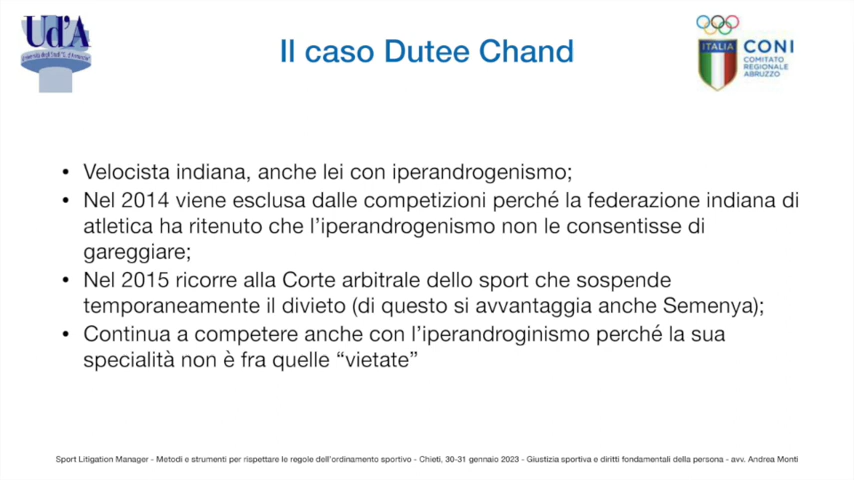 Ud'A
Il caso Dutee Chand
ITALIA
CONI
COMITATO
REGIONALE
ABRUZZO
• Velocista indiana, anche lei con iperandrogenismo;
• Nel 2014 viene esclusa dalle competizioni perché la federazione indiana di
atletica ha ritenuto che l'iperandrogenismo non le consentisse di
gareggiare;
• Nel 2015 ricorre alla Corte arbitrale dello sport che sospende
temporaneamente il divieto (di questo si avvantaggia anche Semenya);
• Continua a competere anche con l'iperandroginismo perché la sua
specialità non è fra quelle “vietate”
Sport Litigation Manager - Metodi e strumenti per rispettare le regole dell'ordinamento sportivo - Chieti, 30-31 gennaio 2023 - Giustizia sportiva e diritti fondamentali della persona - avv. Andrea Monti